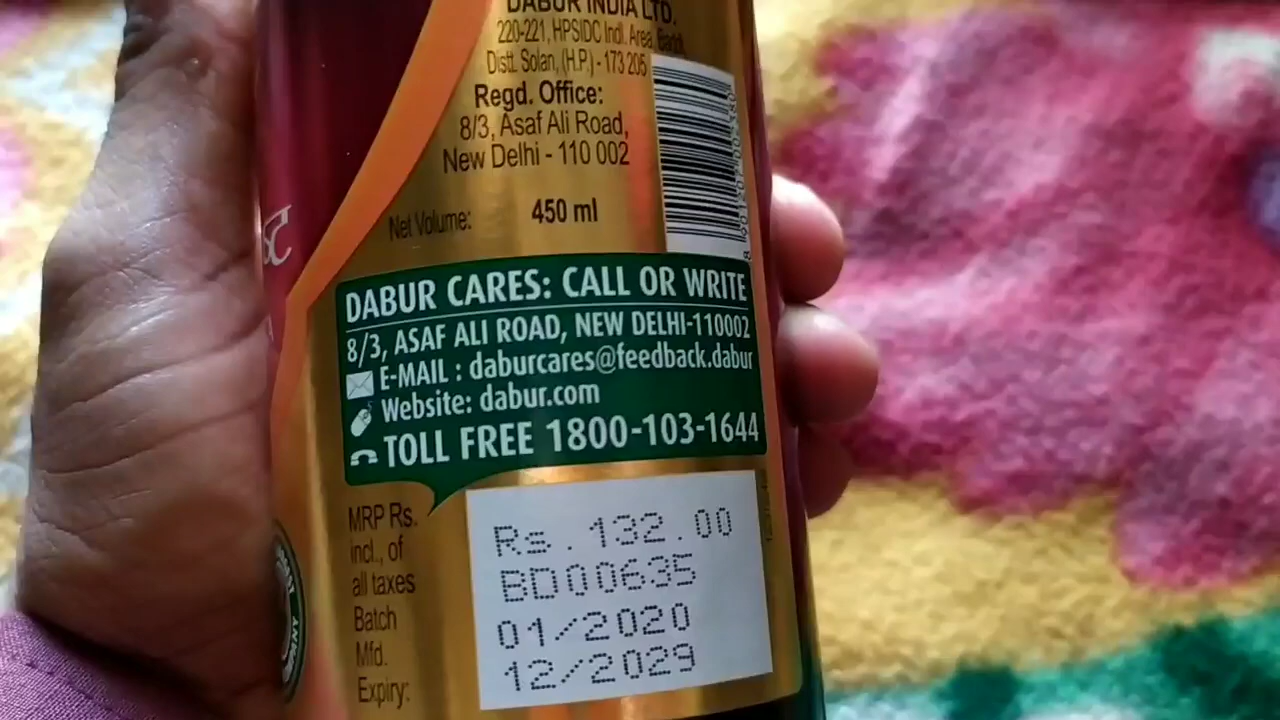 DABUR INDIA LTD.
220-221, HPSIDC Indl. Area, Baddi,
Distt. Solan, (H.P.) - 173 205
Regd. Office:
8/3, Asaf Ali Road,
New Delhi - 110 002
Net Volume: 450 ml
DABUR CARES: CALL OR WRITE
8/3, ASAF ALI ROAD, NEW DELHI-110002
E-MAIL : daburcares@feedback.dabur
Website: dabur.com
TOLL FREE 1800-103-1644
MRP Rs.
incl., of
all taxes
Batch
Mfd.
Expiry:
Rs. 132.00
BD00635
01/2020
12/2029